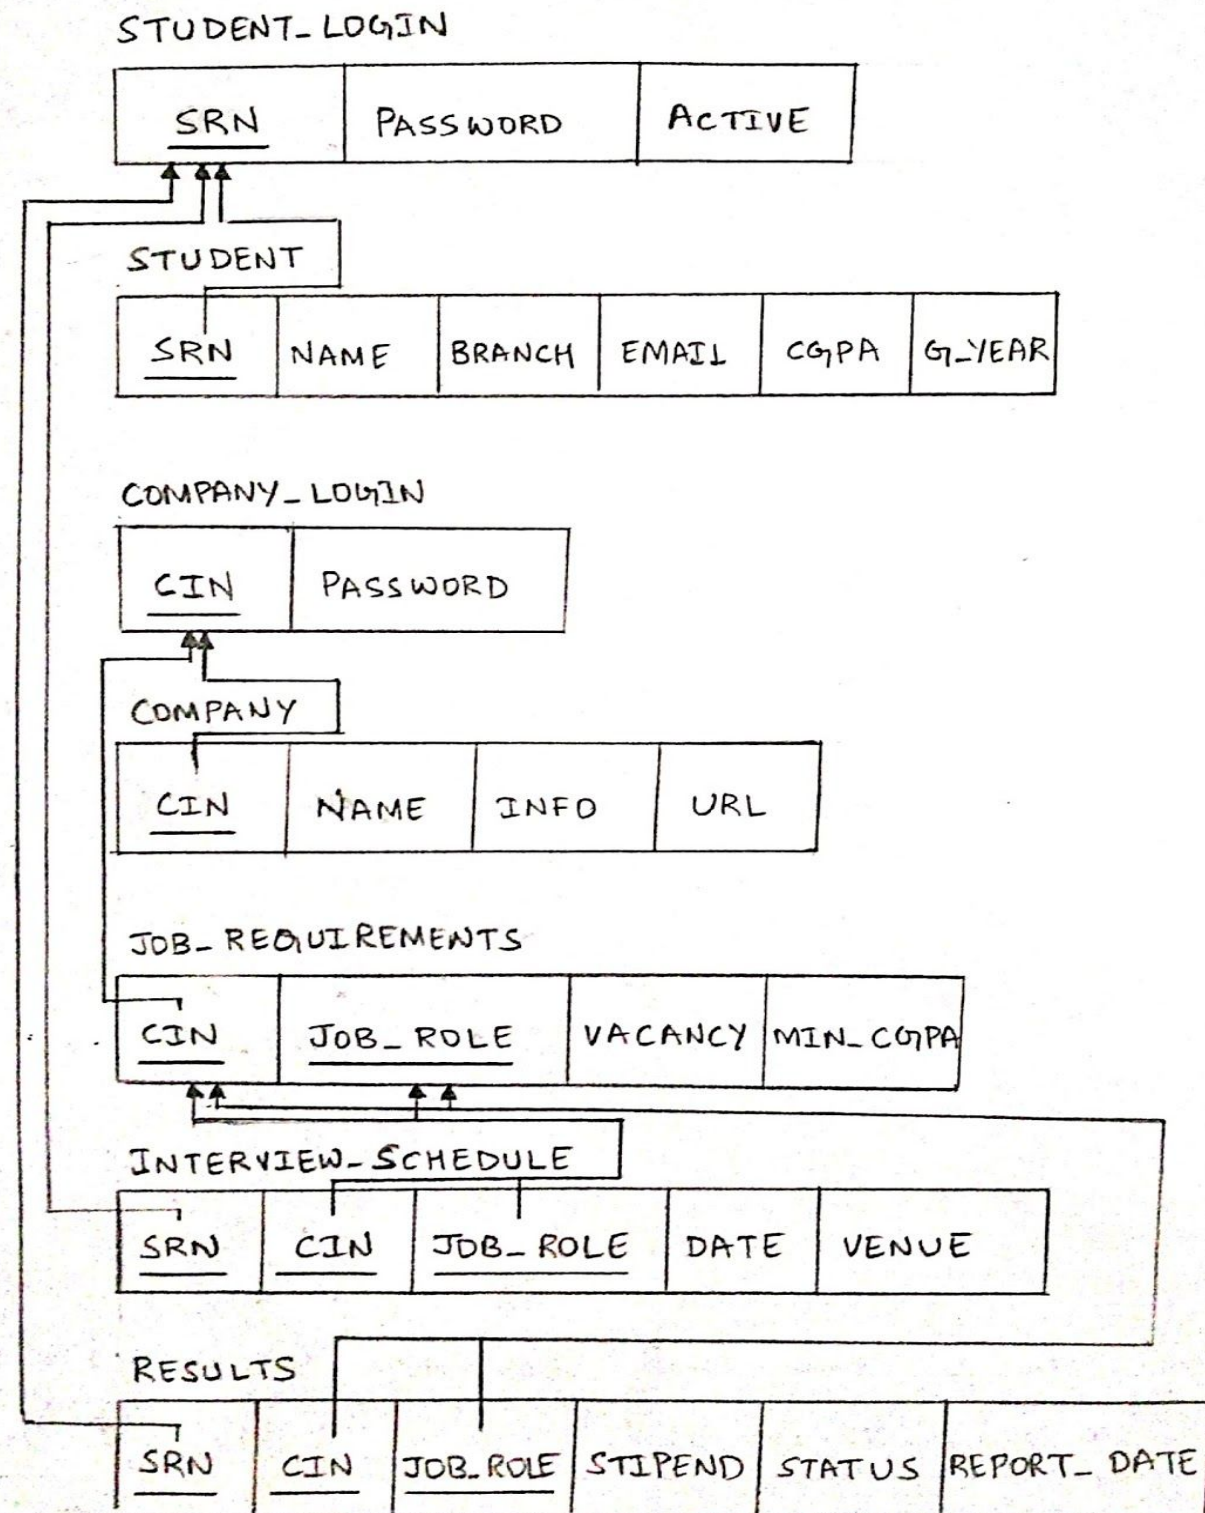 STUDENT_LOGIN
SRN PASSWORD ACTIVE
STUDENT
SRN NAME BRANCH EMAIL CGPA G_YEAR
COMPANY_LOGIN
CIN PASSWORD
COMPANY
CIN NAME INFO URL
JOB_REQUIREMENTS
CIN JOB_ROLE VACANCY MIN_CGPA
INTERVIEW_SCHEDULE
SRN CIN JOB_ROLE DATE VENUE
RESULTS
SRN CIN JOB_ROLE STIPEND STATUS REPORT_DATE